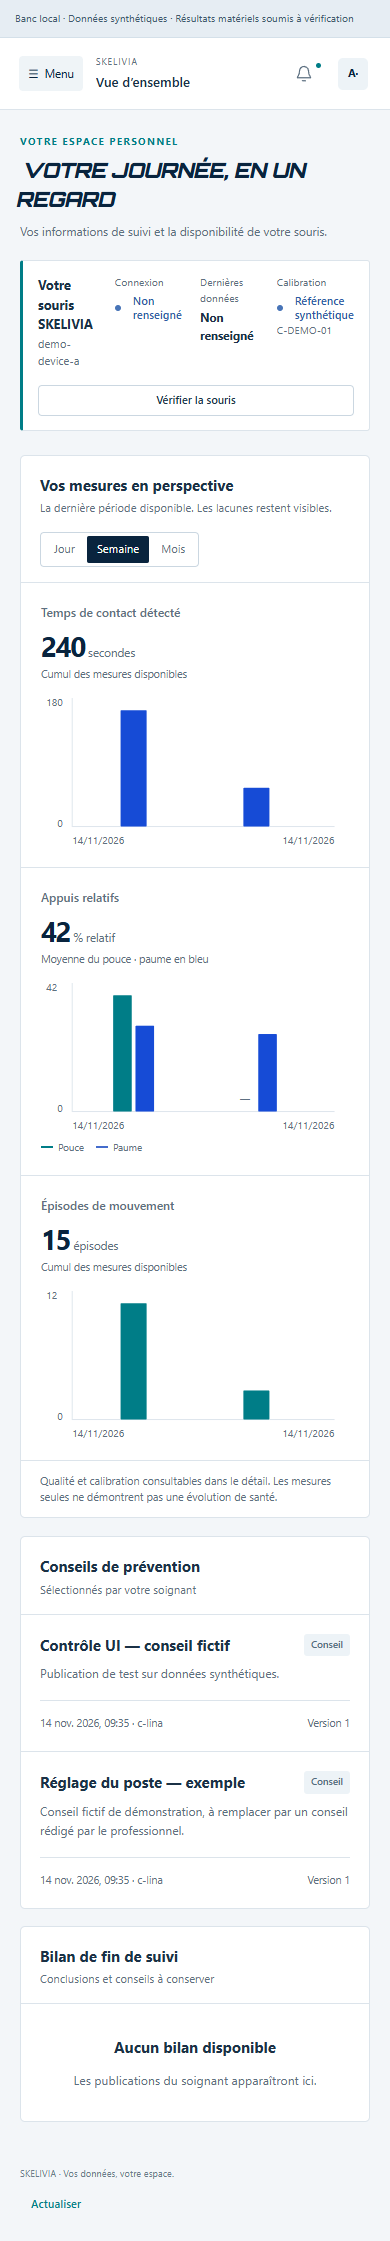 Banc local · Données synthétiques · Résultats matériels soumis à vérification
☰ Menu
SKELIVIA
Vue d’ensemble
A·
VOTRE ESPACE PERSONNEL
VOTRE JOURNÉE, EN UN
REGARD
Vos informations de suivi et la disponibilité de votre souris.
Votre
souris
SKELIVIA
demo-
device-a
Connexion
Non
renseigné
Dernières
données
Non
renseigné
Calibration
Référence
synthétique
C-DEMO-01
Vérifier la souris
Vos mesures en perspective
La dernière période disponible. Les lacunes restent visibles.
Jour Semaine Mois
Temps de contact détecté
240 secondes
Cumul des mesures disponibles
180
0
14/11/2026 14/11/2026
Appuis relatifs
42 % relatif
Moyenne du pouce · paume en bleu
42
—
0
14/11/2026 14/11/2026
Pouce Paume
Épisodes de mouvement
15 épisodes
Cumul des mesures disponibles
12
0
14/11/2026 14/11/2026
Qualité et calibration consultables dans le détail. Les mesures
seules ne démontrent pas une évolution de santé.
Conseils de prévention
Sélectionnés par votre soignant
Contrôle UI — conseil fictif Conseil
Publication de test sur données synthétiques.
14 nov. 2026, 09:35 · c-lina Version 1
Réglage du poste — exemple Conseil
Conseil fictif de démonstration, à remplacer par un conseil
rédigé par le professionnel.
14 nov. 2026, 09:35 · c-lina Version 1
Bilan de fin de suivi
Conclusions et conseils à conserver
Aucun bilan disponible
Les publications du soignant apparaîtront ici.
SKELIVIA · Vos données, votre espace.
Actualiser